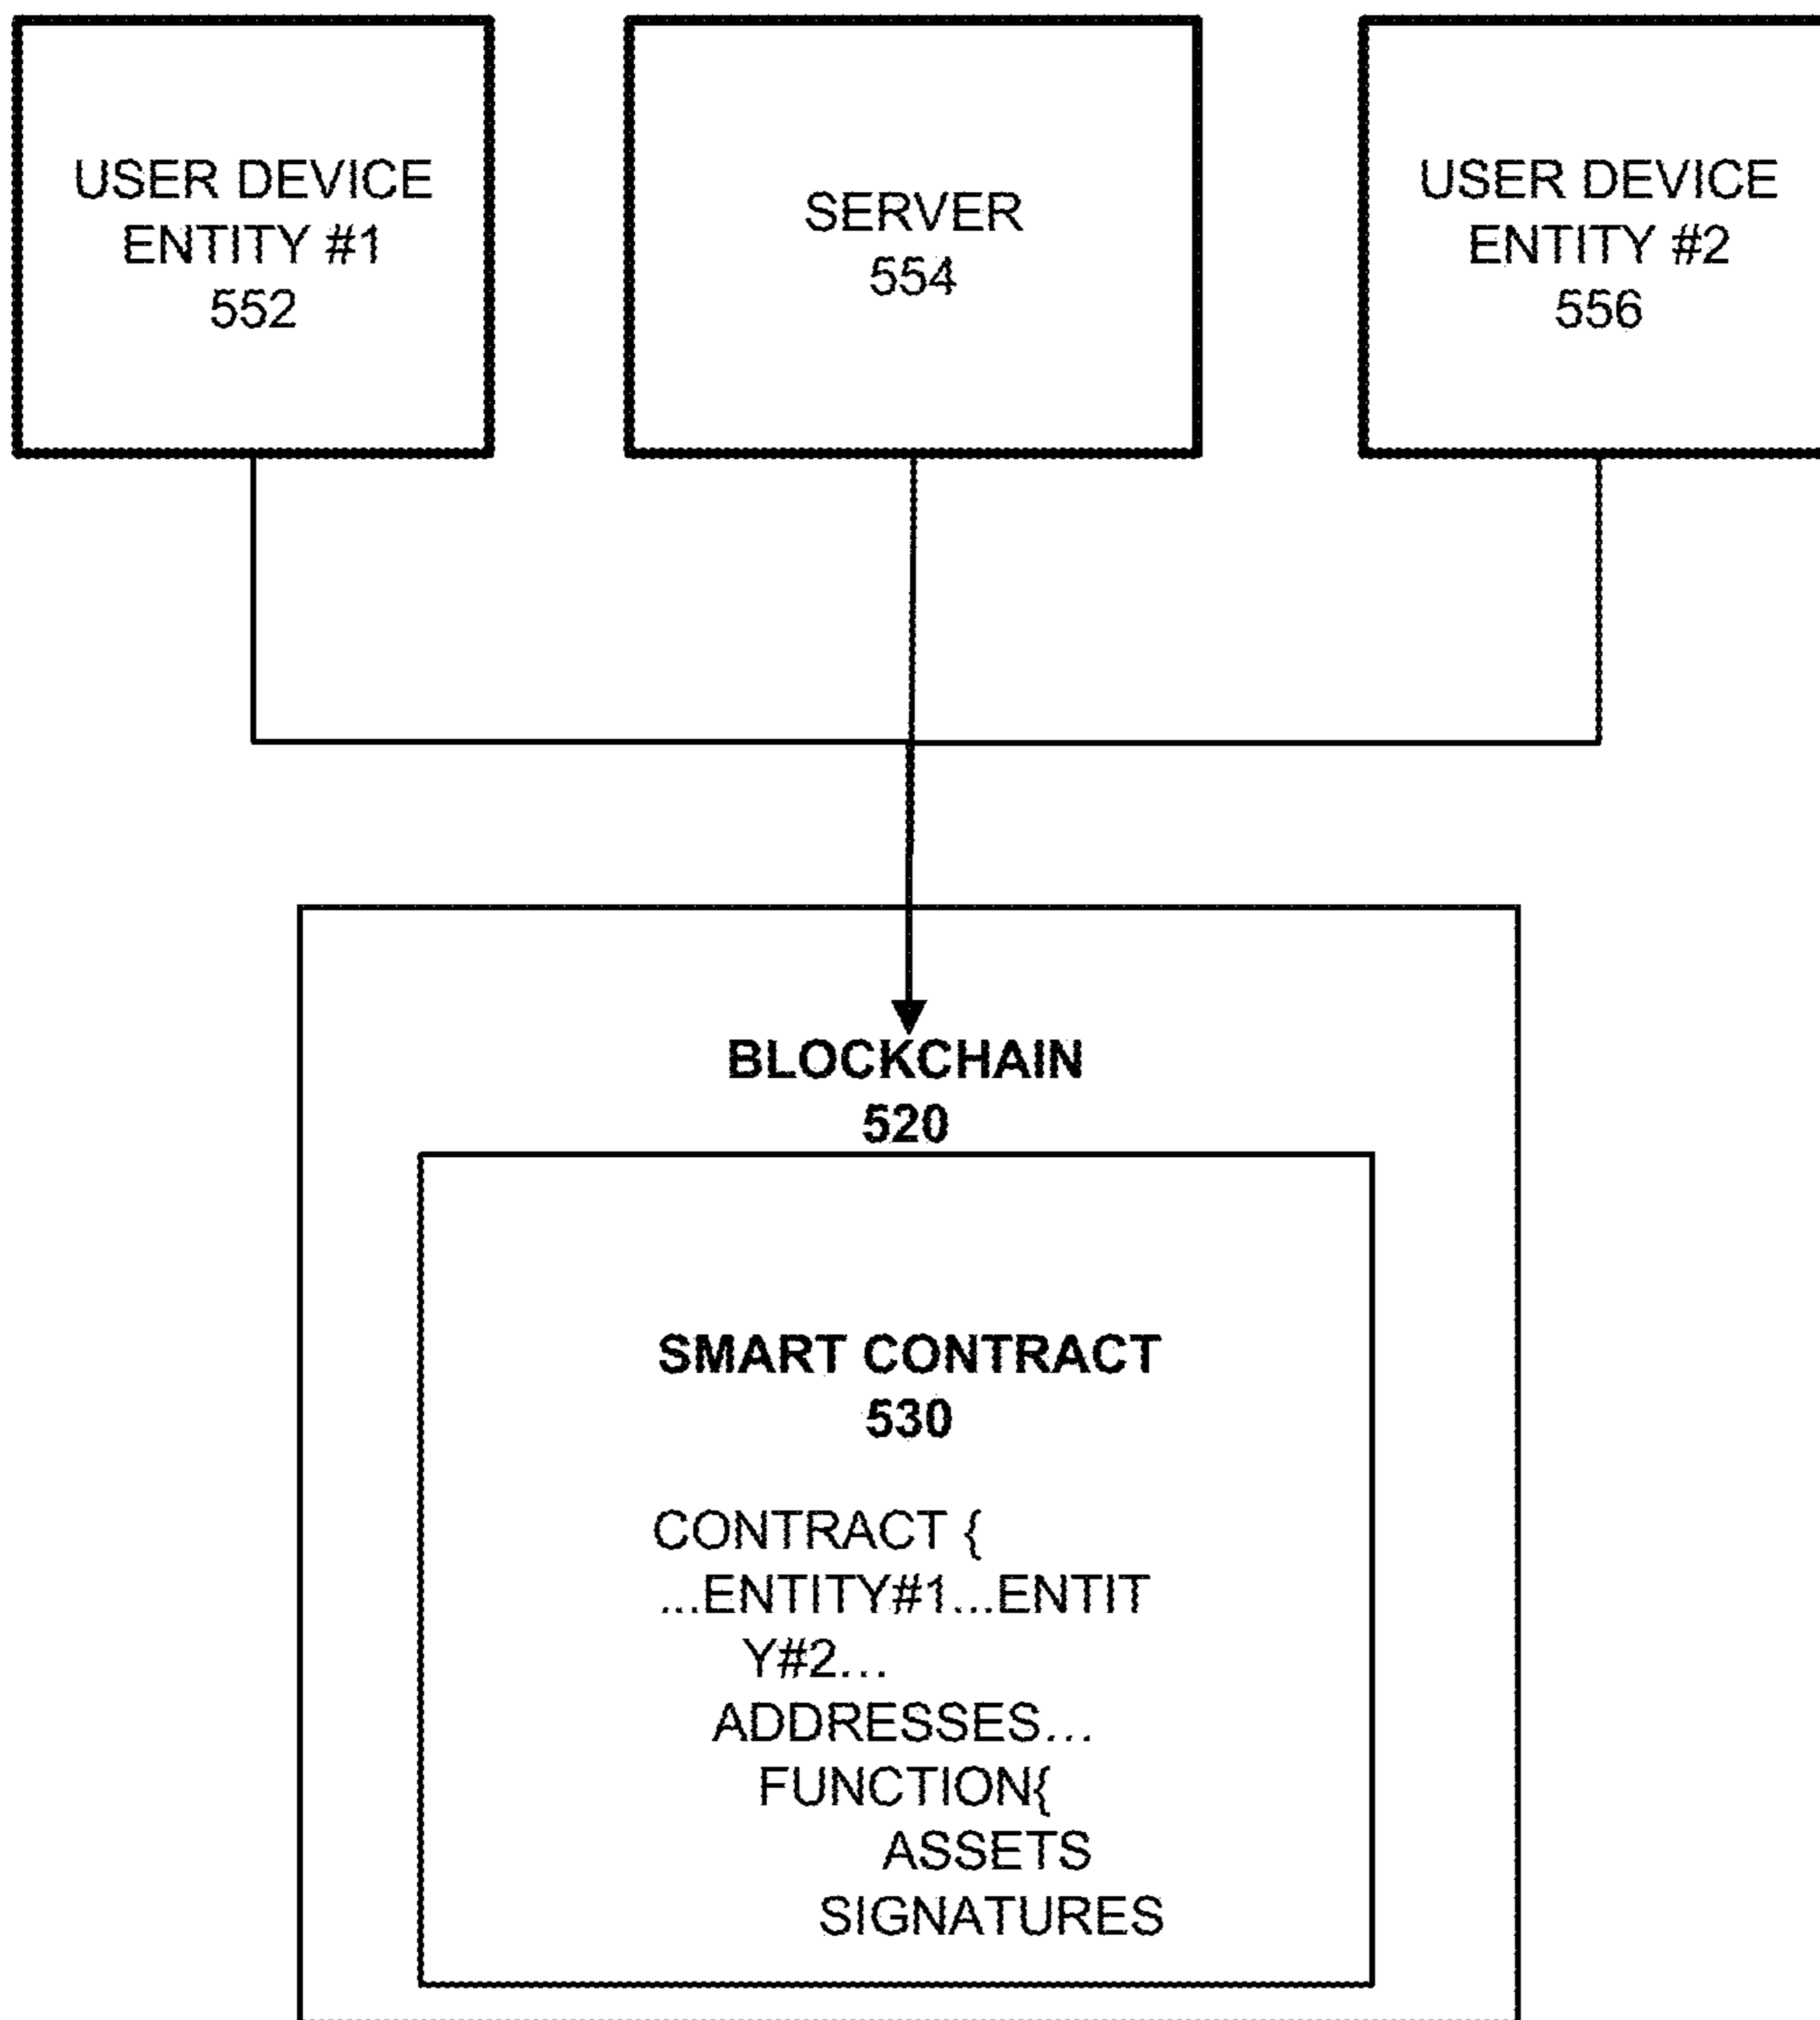 USER DEVICE
ENTITY #1
552
SERVER
554
USER DEVICE
ENTITY #2
556
BLOCKCHAIN
520
SMART CONTRACT
530
CONTRACT {
...ENTITY#1...ENTIT
Y#2...
ADDRESSES...
FUNCTION{
ASSETS
SIGNATURES